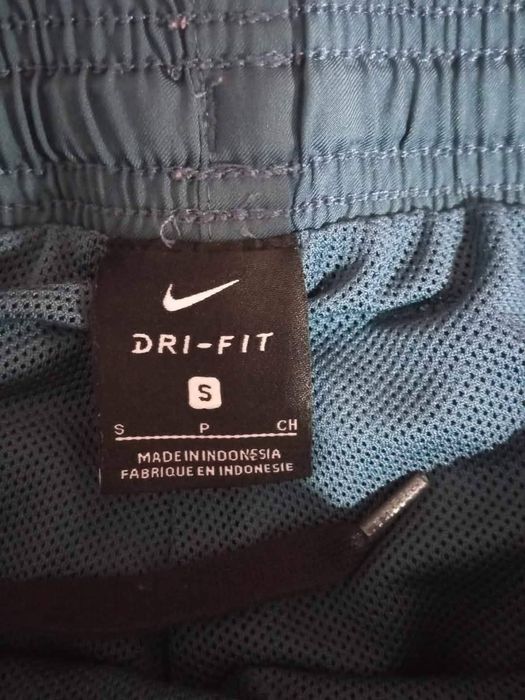 DRI-FIT
S
S P CH
MADE IN INDONESIA
FABRIQUE EN INDONESIE